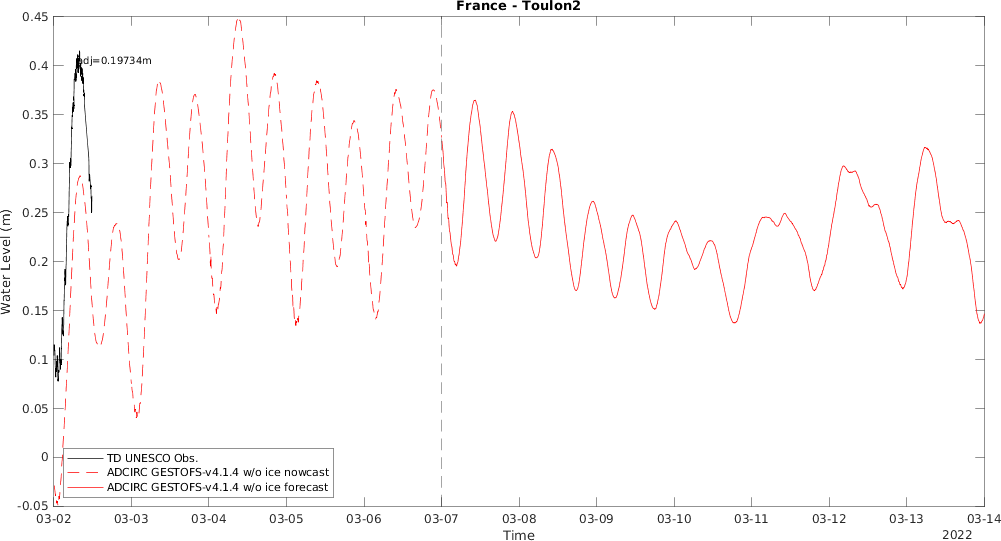 France - Toulon2
0.45
0.4
0.35
0.3
0.25
0.2
0.15
0.1
0.05
0
-0.05
Water Level (m)
adj=0.19734m
TD UNESCO Obs.
ADCIRC GESTOFS-v4.1.4 w/o ice nowcast
ADCIRC GESTOFS-v4.1.4 w/o ice forecast
03-02 03-03 03-04 03-05 03-06 03-07 03-08 03-09 03-10 03-11 03-12 03-13 03-14
Time
2022